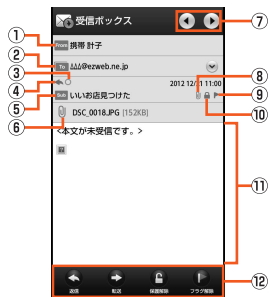 受信ボックス
⑦
①
From 携帯 計子
②
To △△@ezweb.ne.jp
③
④
2012 12/21 11:00
⑧
⑤
Sub いいお店見つけた
⑨
⑥
DSC_0018.JPG [152KB]
⑩
<本文が未受信です。>
⑪
返信 転送 保護解除 フラグ解除
⑫